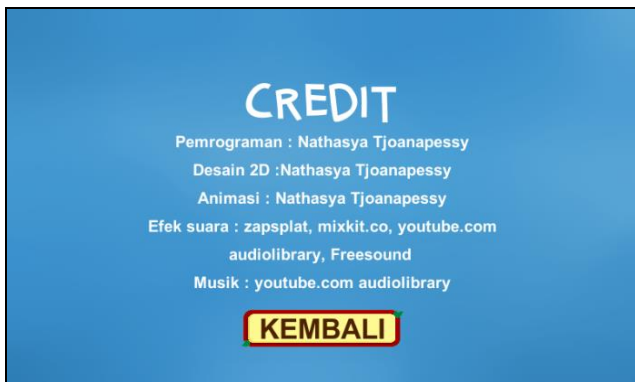 CREDIT
Pemrograman : Nathasya Tjoanapessy
Desain 2D :Nathasya Tjoanapessy
Animasi : Nathasya Tjoanapessy
Efek suara : zapsplat, mixkit.co, youtube.com
audiolibrary, Freesound
Musik : youtube.com audiolibrary
KEMBALI